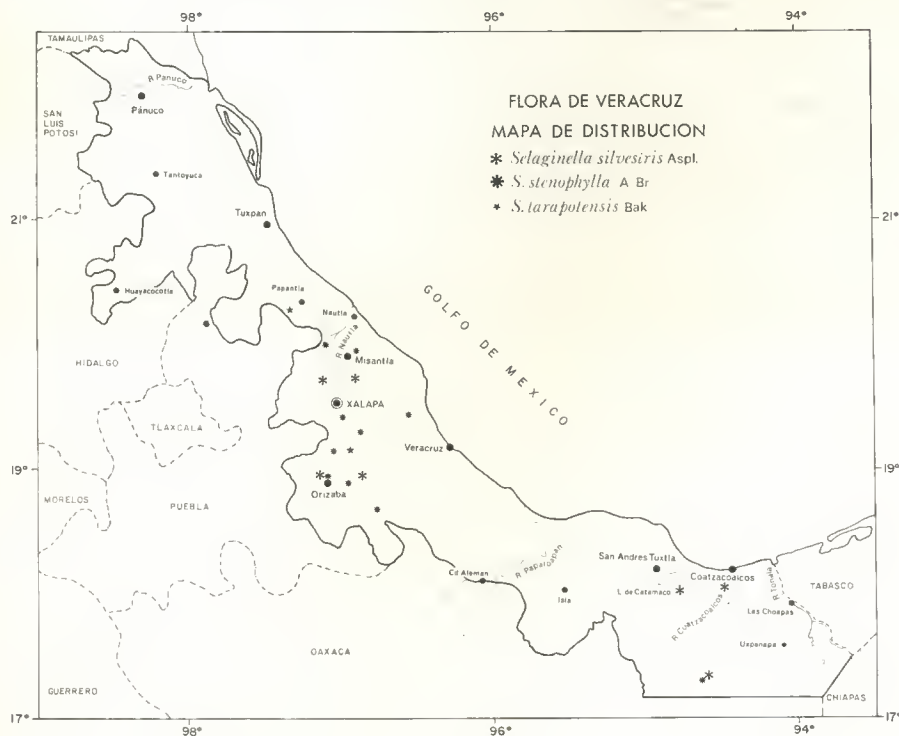 98° 96° 94°
TAMAULIPAS
R Panuco
Pánuco
SAN
LUIS
POTOSI
FLORA DE VERACRUZ
MAPA DE DISTRIBUCION
* Selaginella silvestris Aspl.
* S. stenophylla A Br
* S. tarapotensis Bak
Tantoyuca
21° 21°
Tuxpan
Huayacocotla
Papantla
Nautla
R. Nautla
GOLFO DE MEXICO
Misantla
HIDALGO
XALAPA
TLAXCALA
Veracruz
19° 19°
MORELOS
PUEBLA
Orizaba
Cd Aleman
R. Papaloapan
San Andres Tuxtla
Coatzacoalcos
TABASCO
Isla
L. de Catemaco
R. Coatzacoalcos
R. Tonala
Las Choapas
Uxpanapa
OAXACA
GUERRERO
CHIAPAS
17° 17°
98° 96° 94°